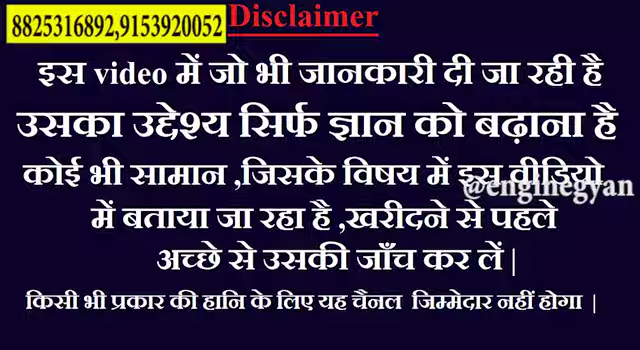 8825316892,9153920052
Disclaimer
इस video में जो भी जानकारी दी जा रही है
उसका उद्देश्य सिर्फ ज्ञान को बढ़ाना है
कोई भी सामान ,जिसके विषय में इस वीडियो
@enginegyan
में बताया जा रहा है ,खरीदने से पहले
अच्छे से उसकी जाँच कर लें |
किसी भी प्रकार की हानि के लिए यह चैनल जिम्मेदार नहीं होगा |